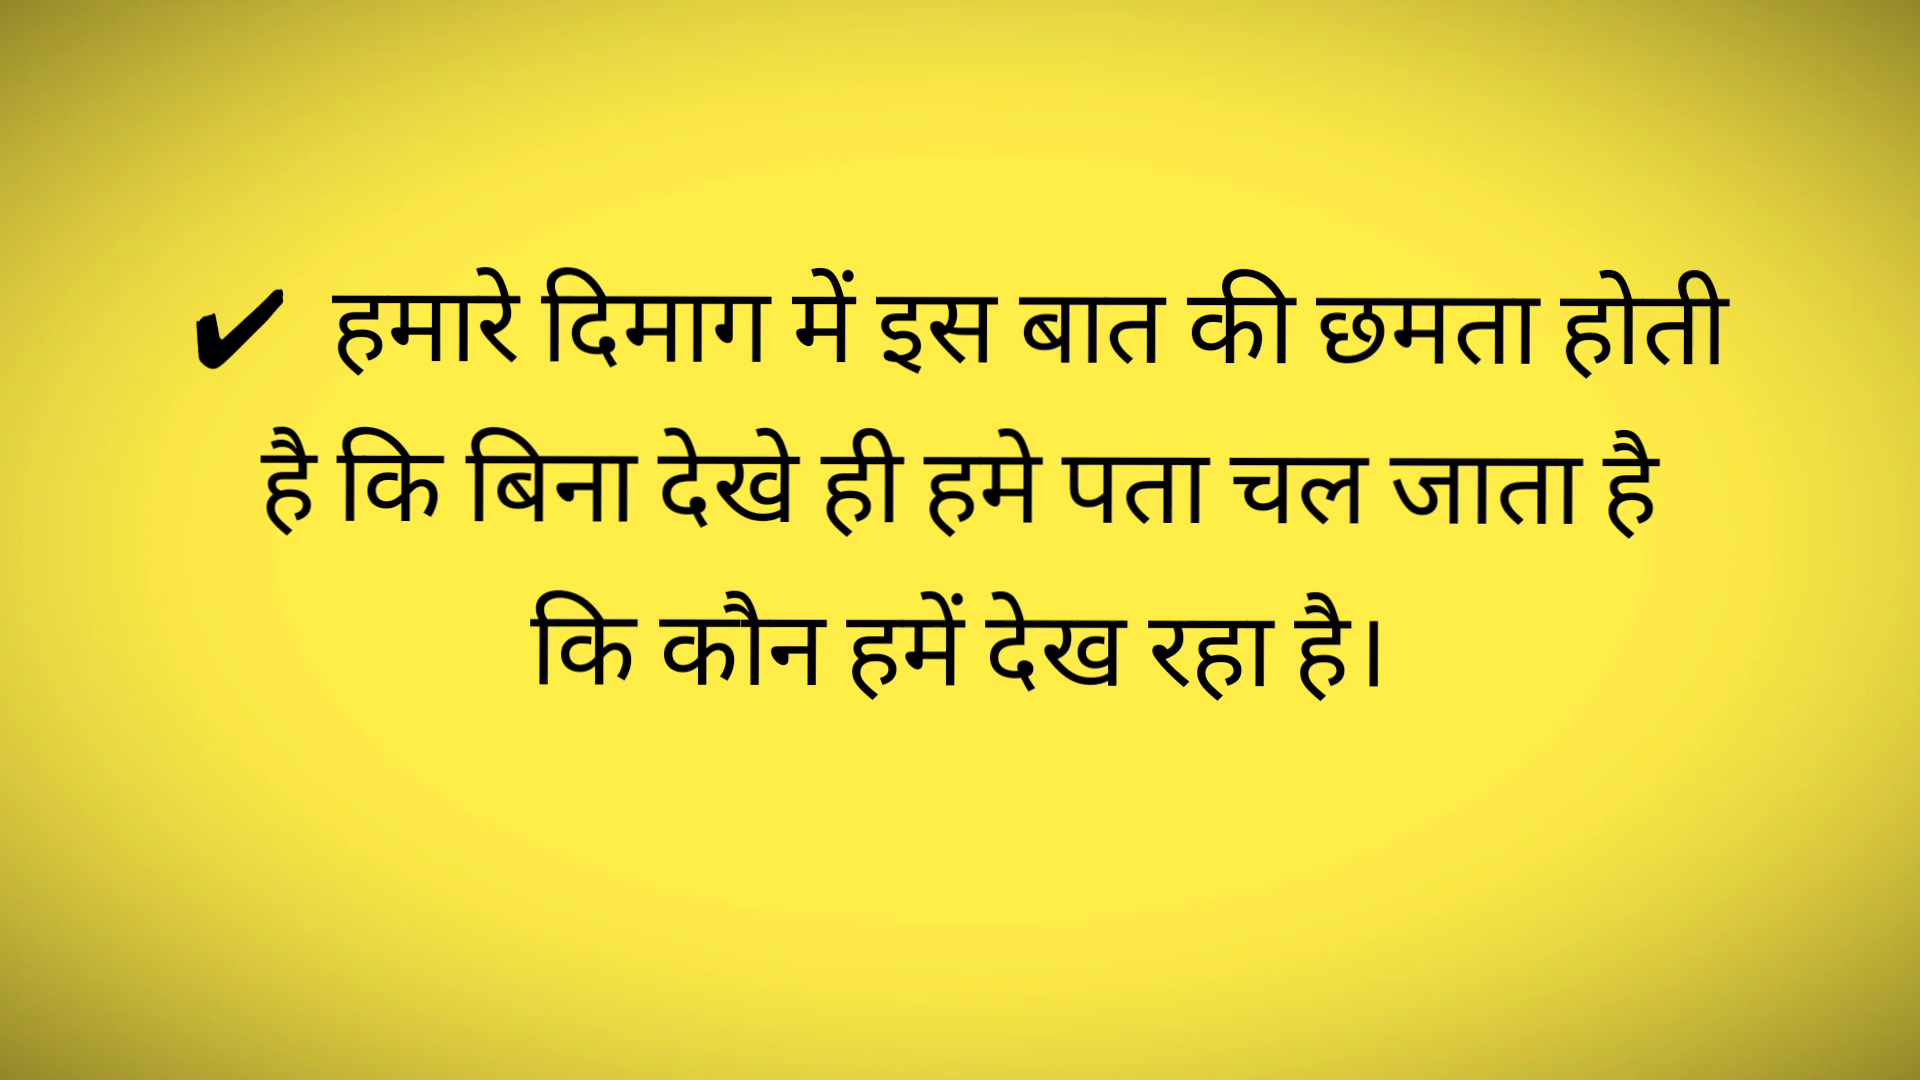 ✔ हमारे दिमाग में इस बात की छमता होती
है कि बिना देखे ही हमे पता चल जाता है
कि कौन हमें देख रहा है।